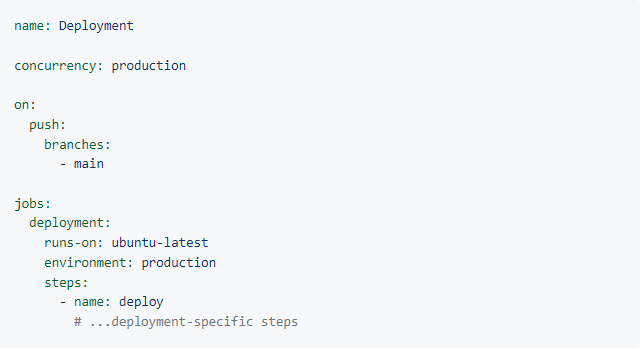 name: Deployment
concurrency: production
on:
  push:
    branches:
      - main
jobs:
  deployment:
    runs-on: ubuntu-latest
    environment: production
    steps:
      - name: deploy
        # ...deployment-specific steps